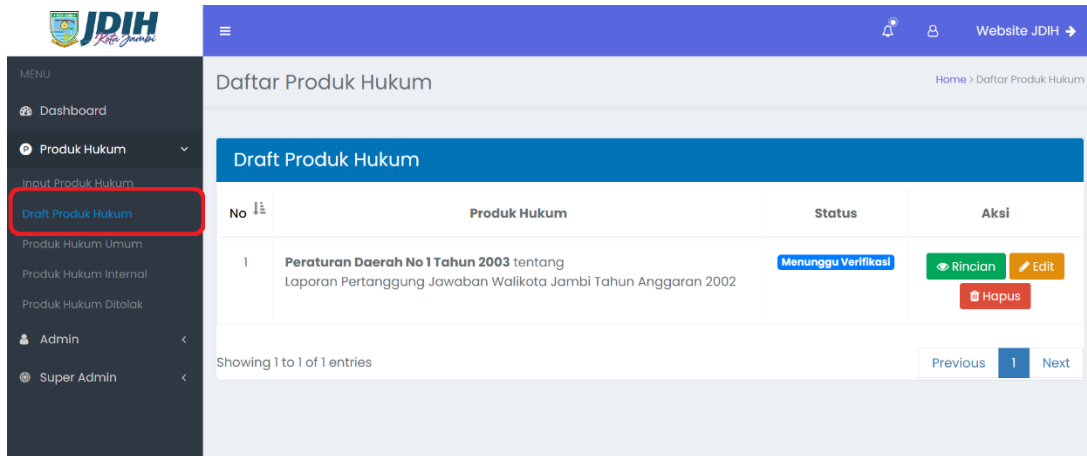 JDIH
Kota Jambi
Website JDIH
MENU
Daftar Produk Hukum
Home > Daftar Produk Hukum
Dashboard
Produk Hukum
Input Produk Hukum
Draft Produk Hukum
Produk Hukum Umum
Produk Hukum Internal
Produk Hukum Ditolak
Admin
Super Admin
Draft Produk Hukum
No Produk Hukum Status Aksi
1 Peraturan Daerah No 1 Tahun 2003 tentang Menunggu Verifikasi Rincian Edit
Laporan Pertanggung Jawaban Walikota Jambi Tahun Anggaran 2002
Hapus
Showing 1 to 1 of 1 entries
Previous 1 Next